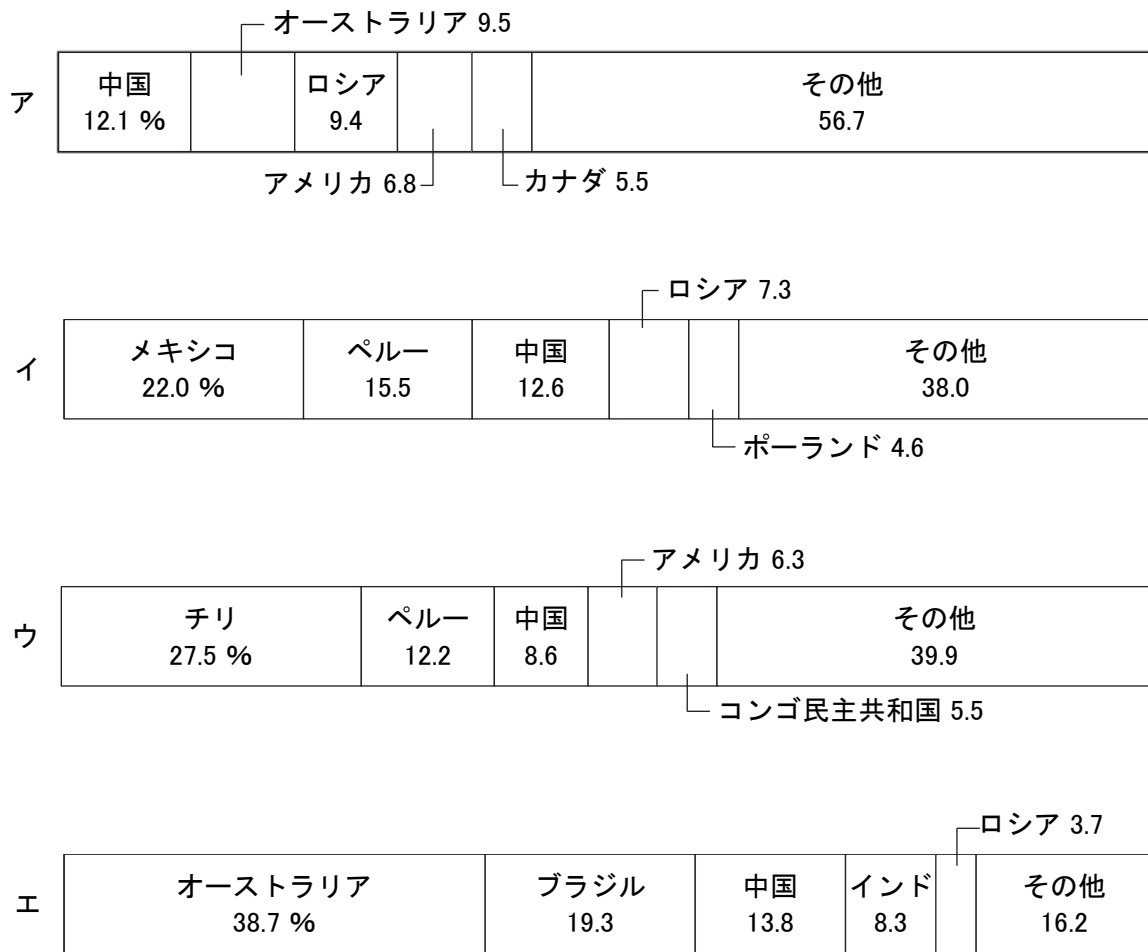 オーストラリア 9.5
ア
中国
12.1 %
ロシア
9.4
その他
56.7
アメリカ 6.8
カナダ 5.5
ロシア 7.3
イ
メキシコ
22.0 %
ペルー
15.5
中国
12.6
その他
38.0
ポーランド 4.6
アメリカ 6.3
ウ
チリ
27.5 %
ペルー
12.2
中国
8.6
その他
39.9
コンゴ民主共和国 5.5
ロシア 3.7
エ
オーストラリア
38.7 %
ブラジル
19.3
中国
13.8
インド
8.3
その他
16.2